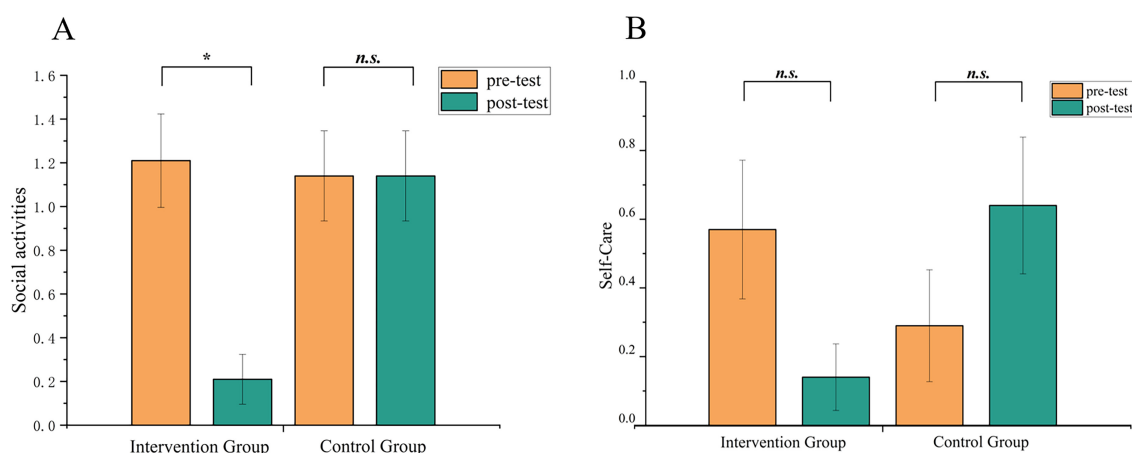 A
*
n.s.
pre-test
post-test
1.6
1.4
1.2
1.0
0.8
0.6
0.4
0.2
0.0
Social activities
Intervention Group
Control Group
B
n.s.
n.s.
pre-test
post-test
1.0
0.8
0.6
0.4
0.2
0.0
Self-Care
Intervention Group
Control Group